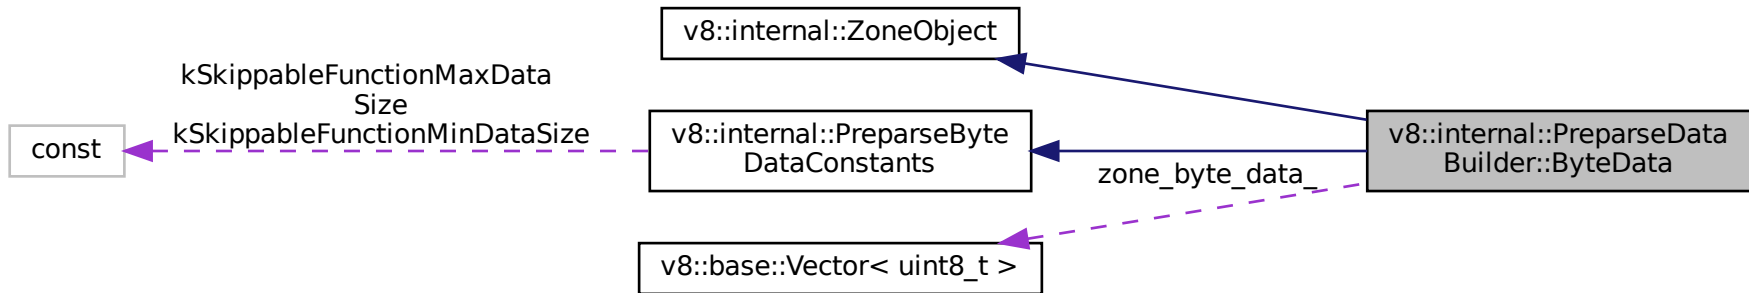 v8::internal::ZoneObject
kSkippableFunctionMaxData
Size
kSkippableFunctionMinDataSize
const
v8::internal::PreparseByte
DataConstants
zone_byte_data_
v8::internal::PreparseData
Builder::ByteData
v8::base::Vector< uint8_t >